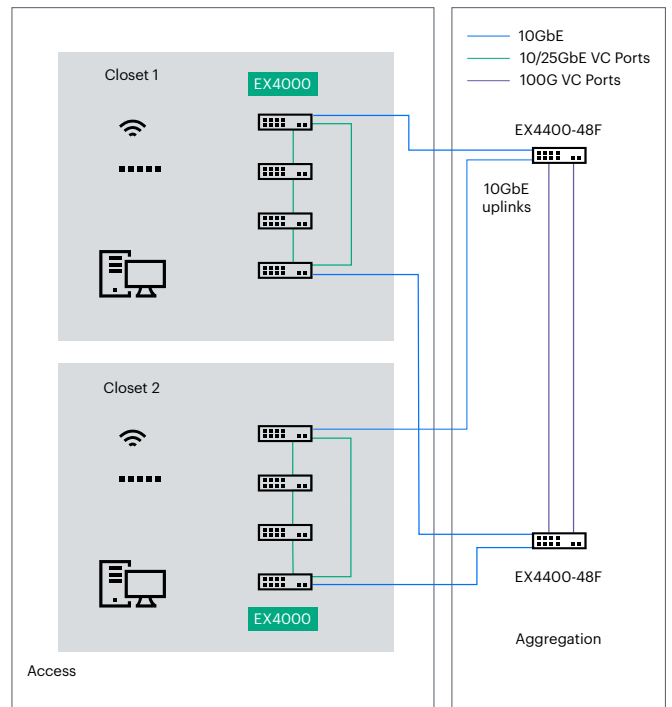 Closet 1
EX4000
10GbE
10/25GbE VC Ports
100G VC Ports
EX4400-48F
10GbE
uplinks
Closet 2
EX4000
EX4400-48F
Aggregation
Access